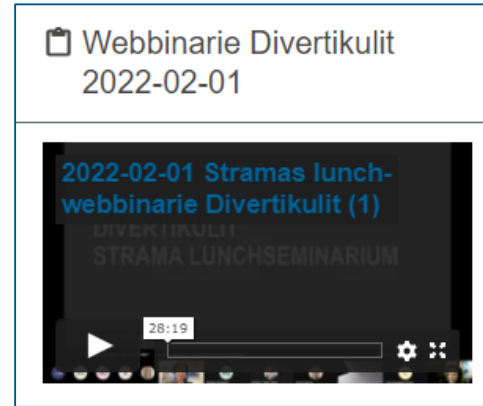 Webbinarie Divertikulit
2022-02-01
2022-02-01 Stramas lunch-
webbinarie Divertikulit (1)
DIVERTIKULIT
STRAMA LUNCHSEMINARIUM
28:19